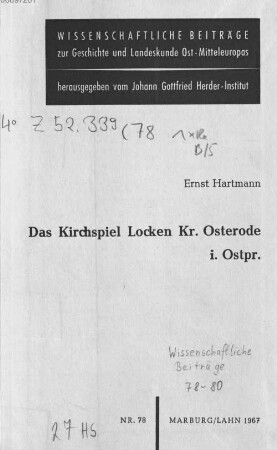 WISSENSCHAFTLICHE BEITRÄGE
zur Geschichte und Landeskunde Ost-Mitteleuropas
herausgegeben vom Johann Gottfried Herder-Institut
4° Z 52.339 (78
B/5
Ernst Hartmann
Das Kirchspiel Locken Kr. Osterode
i. Ostpr.
Wissenschaftliche
Beiträge
78-80
27 HS
NR. 78
MARBURG/LAHN 1967